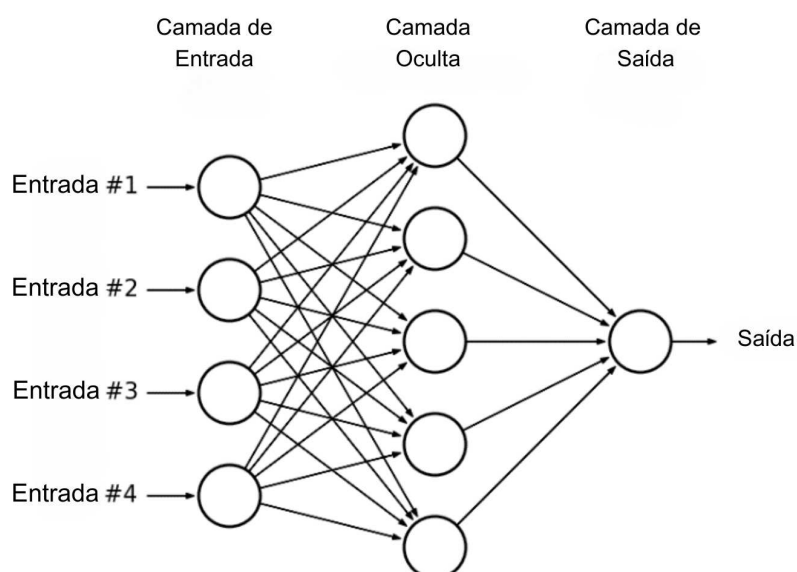 Camada de
Entrada
Camada
Oculta
Camada de
Saída
Entrada #1
Entrada #2
Entrada #3
Entrada #4
Saída